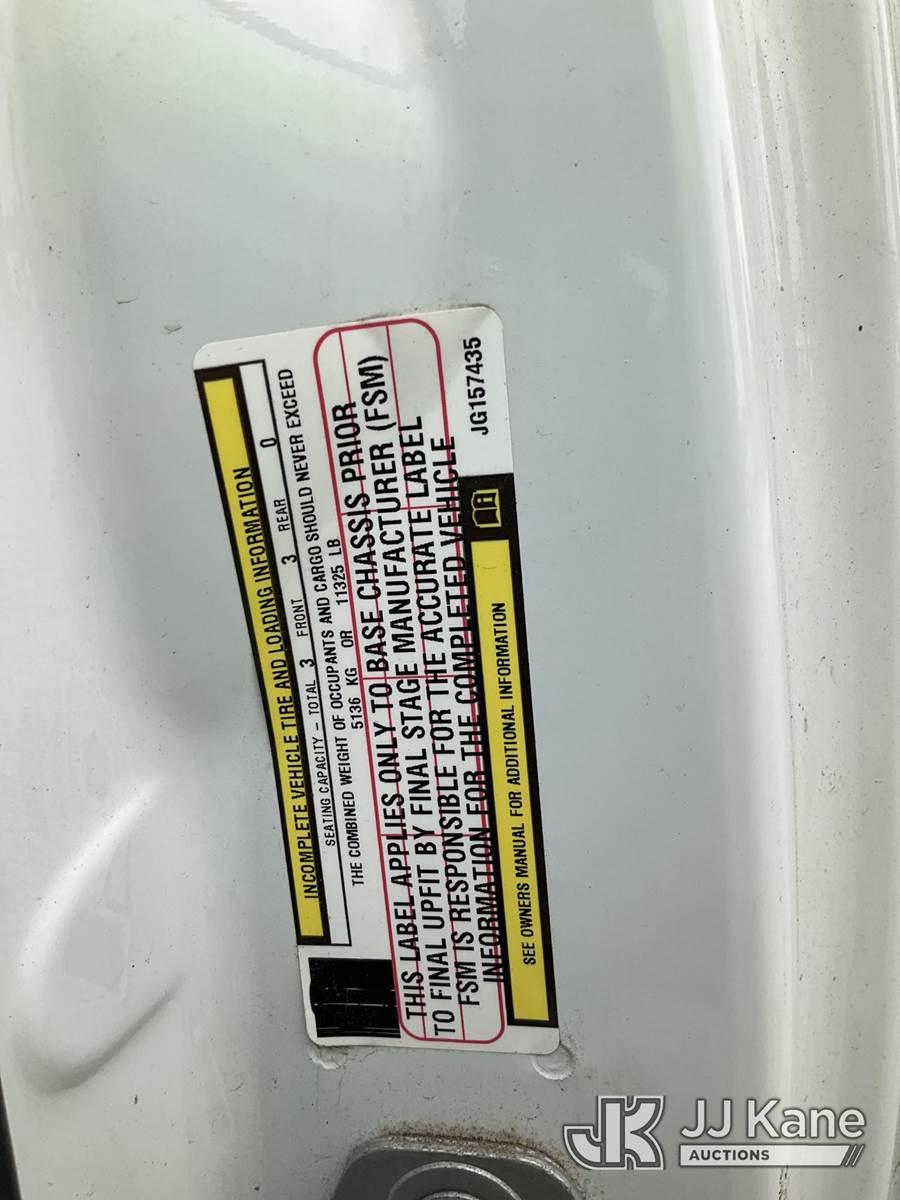 INCOMPLETE VEHICLE TIRE AND LOADING INFORMATION
SEATING CAPACITY – TOTAL 3 FRONT 3 REAR 0
THE COMBINED WEIGHT OF OCCUPANTS AND CARGO SHOULD NEVER EXCEED
5136 KG OR 11325 LB
THIS LABEL APPLIES ONLY TO BASE CHASSIS PRIOR
TO FINAL UPFIT BY FINAL STAGE MANUFACTURER (FSM)
FSM IS RESPONSIBLE FOR THE ACCURATE LABEL
INFORMATION FOR THE COMPLETED VEHICLE
SEE OWNERS MANUAL FOR ADDITIONAL INFORMATION
JG157435
JK JJ Kane
AUCTIONS